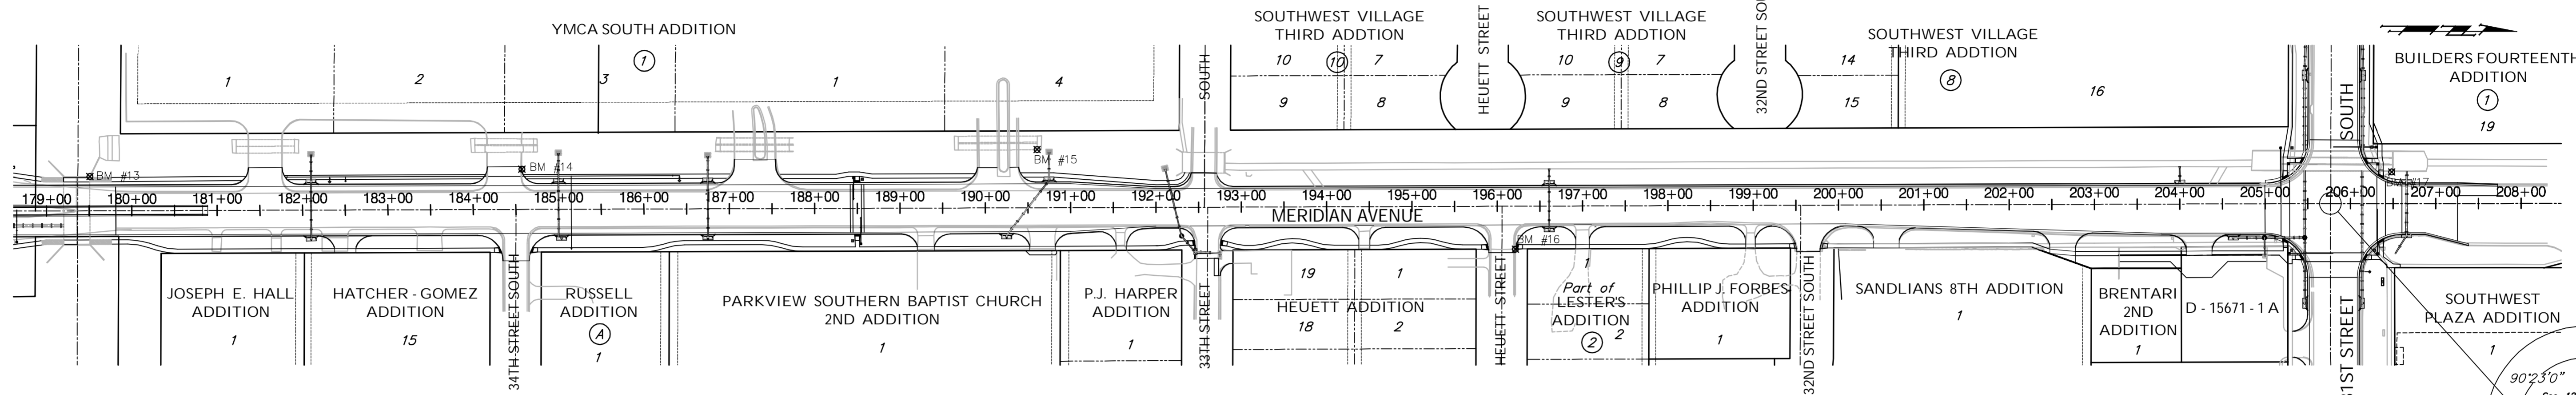 YMCA SOUTH ADDITION
1
1
2
3
1
4
SOUTH
SOUTHWEST VILLAGE
THIRD ADDTION
10
10
7
9
8
HEUETT STREET
SOUTHWEST VILLAGE
THIRD ADDTION
10
9
7
9
8
SOUTHWEST VILLAGE
THIRD ADDTION
8
14
15
16
SOUTH
BUILDERS FOURTEENTH
ADDITION
1
19
BM #13
BM #14
BM #15
BM #17
179+00 180+00 181+00 182+00 183+00 184+00 185+00 186+00 187+00 188+00 189+00 190+00 191+00 192+00 193+00 194+00 195+00 196+00 197+00 198+00 199+00 200+00 201+00 202+00 203+00 204+00 205+00 206+00 207+00 208+00
MERIDIAN AVENUE
BM #16
JOSEPH E. HALL
ADDITION
1
HATCHER - GOMEZ
ADDITION
15
34TH STREET SOUTH
RUSSELL
ADDITION
A
1
PARKVIEW SOUTHERN BAPTIST CHURCH
2ND ADDITION
1
P.J. HARPER
ADDITION
1
33TH STREET
19
1
HEUETT ADDITION
18
2
HEUETT STREET
1
Part of
LESTER'S
ADDITION
2
2
PHILLIP J. FORBES
ADDITION
1
32ND STREET SOUTH
SANDLIANS 8TH ADDITION
1
BRENTARI
2ND
ADDITION
1
D - 15671 - 1 A
SOUTHWEST
PLAZA ADDITION
1
90°23'0"